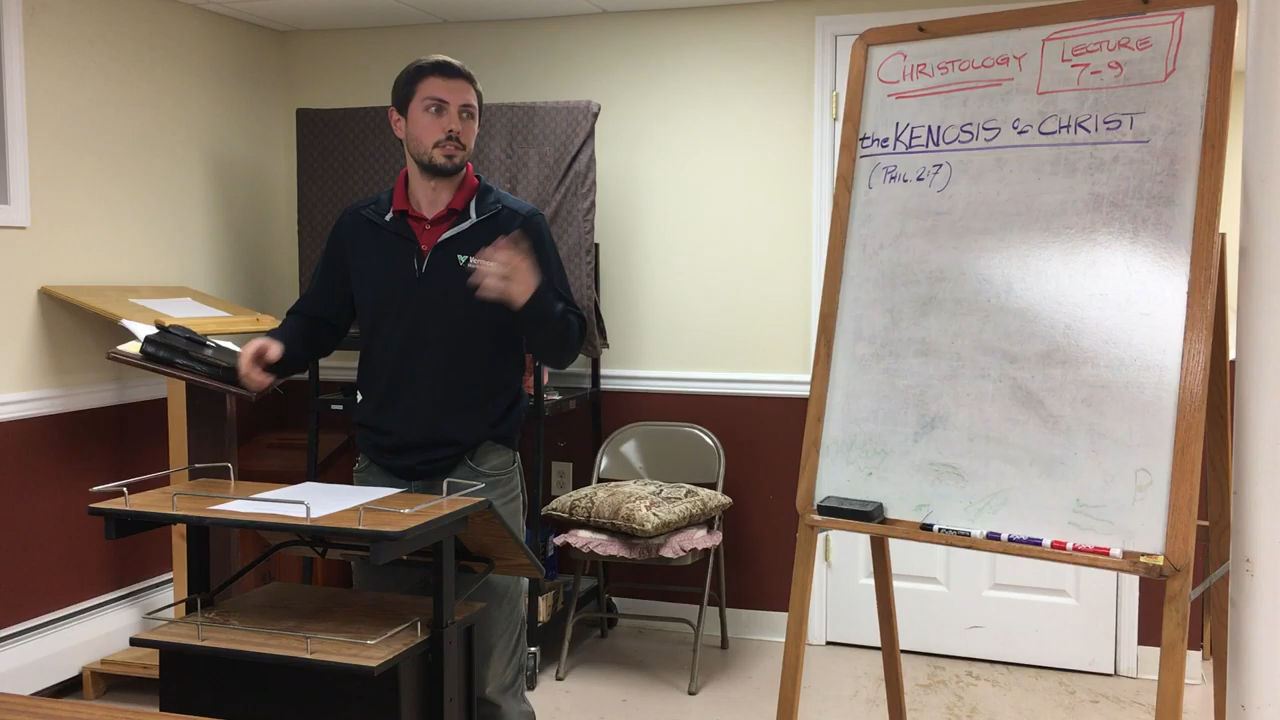 CHRISTOLOGY
LECTURE
7-9
the KENOSIS of CHRIST
(PHIL. 2:7)